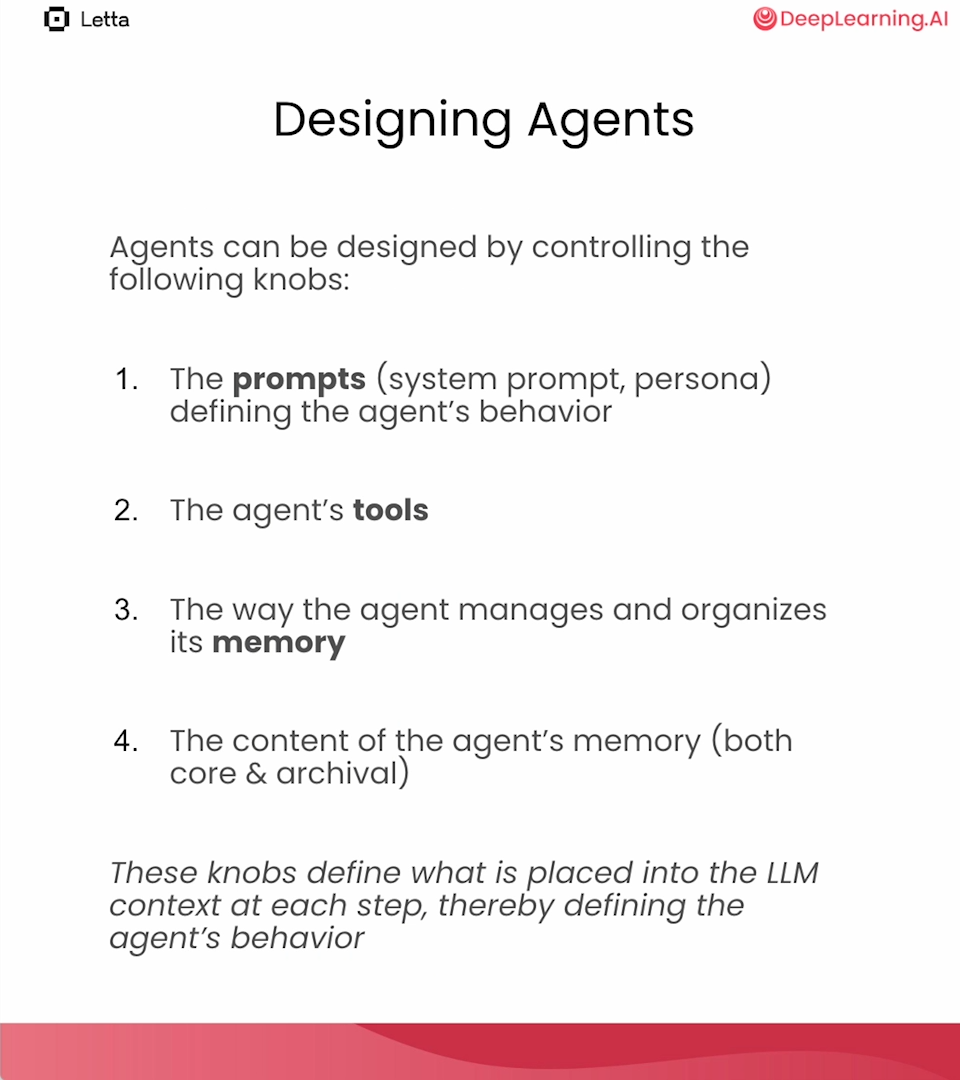 Letta
DeepLearning.AI
Designing Agents
Agents can be designed by controlling the
following knobs:
1. The prompts (system prompt, persona)
defining the agent’s behavior
2. The agent’s tools
3. The way the agent manages and organizes
its memory
4. The content of the agent’s memory (both
core & archival)
These knobs define what is placed into the LLM
context at each step, thereby defining the
agent’s behavior